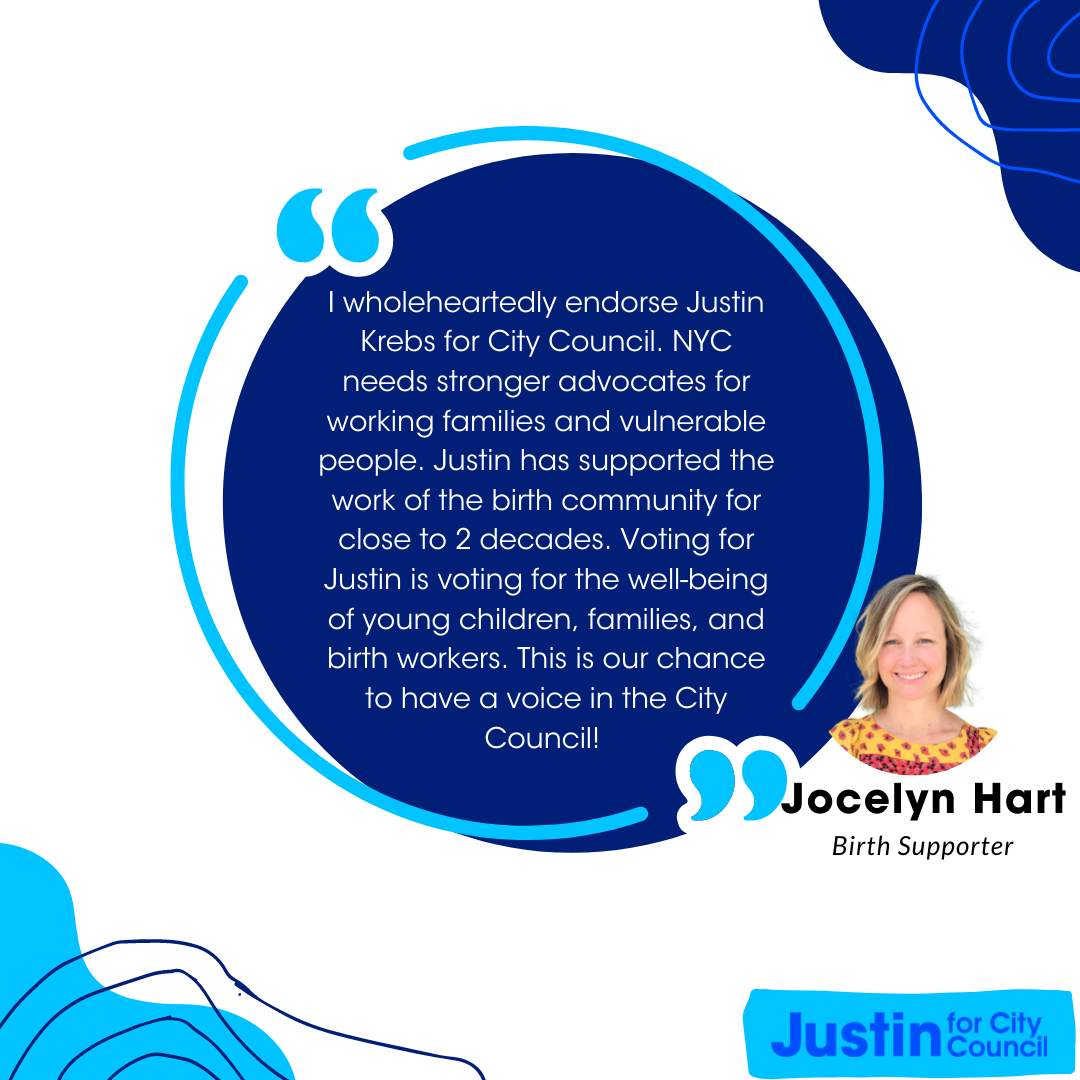 I wholeheartedly endorse Justin
Krebs for City Council. NYC
needs stronger advocates for
working families and vulnerable
people. Justin has supported the
work of the birth community for
close to 2 decades. Voting for
Justin is voting for the well-being
of young children, families, and
birth workers. This is our chance
to have a voice in the City
Council!
Jocelyn Hart
Birth Supporter
Justin for City
Council